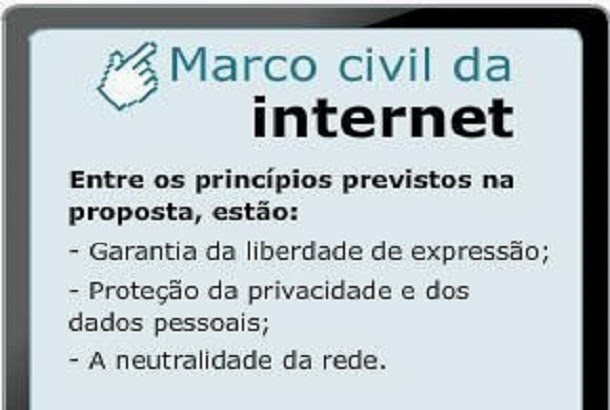 Marco civil da
internet
Entre os princípios previstos na
proposta, estão:
- Garantia da liberdade de expressão;
- Proteção da privacidade e dos
dados pessoais;
- A neutralidade da rede.